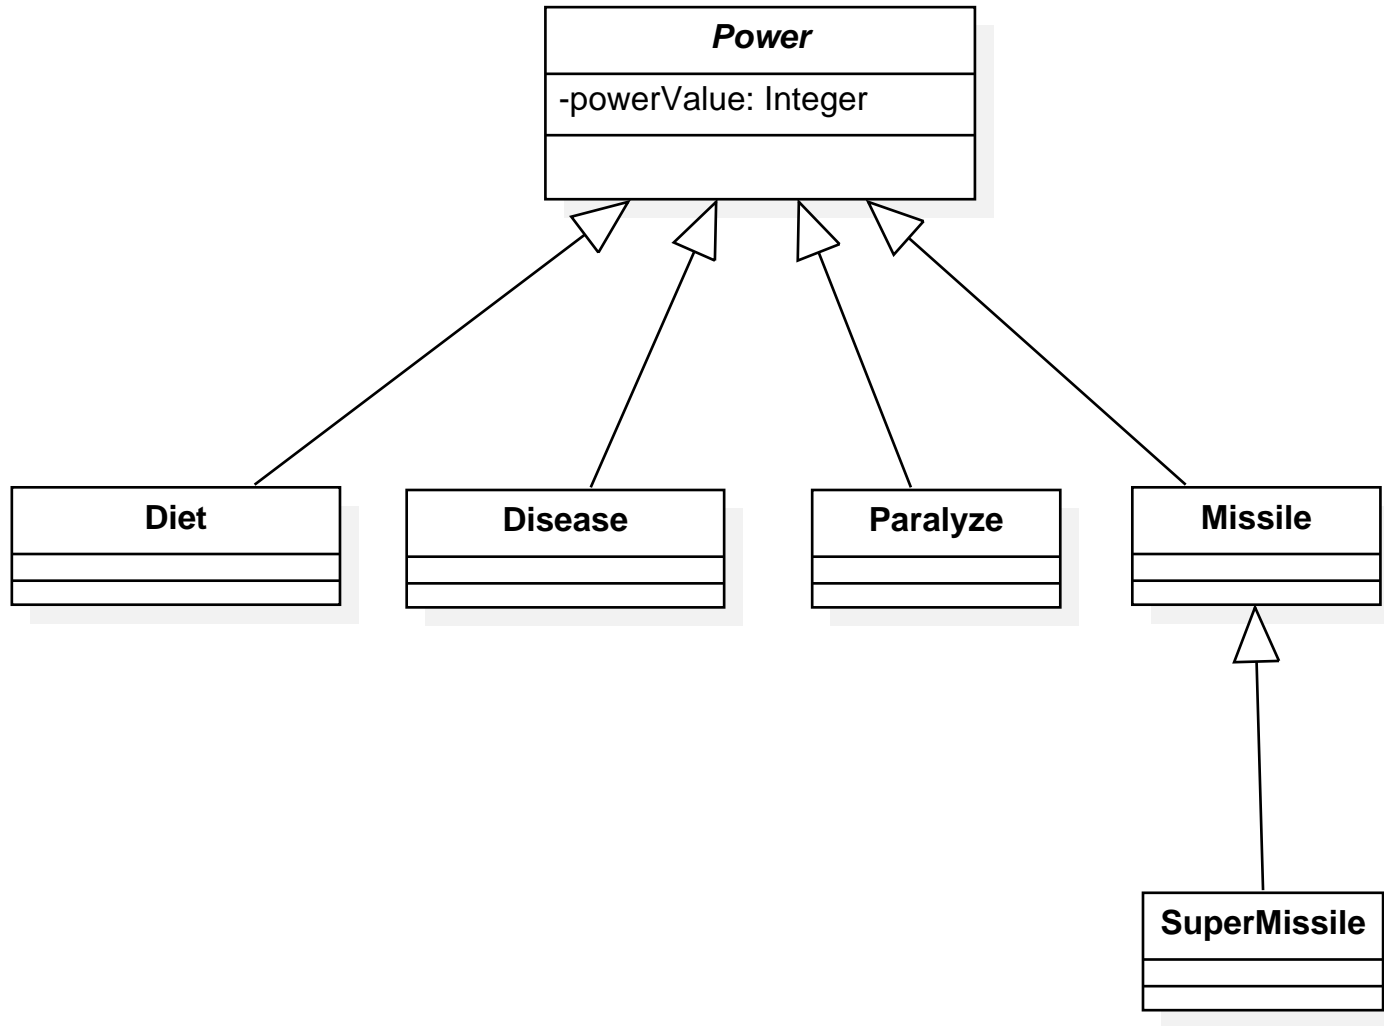 Power
-powerValue: Integer
Diet
Disease
Paralyze
Missile
SuperMissile